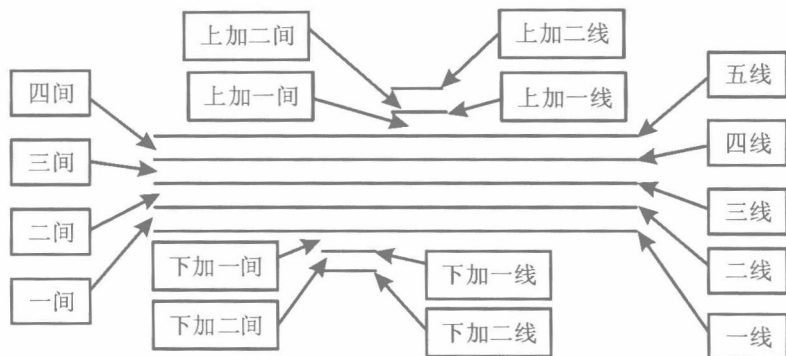 上加二间
上加二线
四间
上加一间
上加一线
五线
三间
四线
二间
三线
一间
下加一间
下加一线
二线
下加二间
下加二线
一线